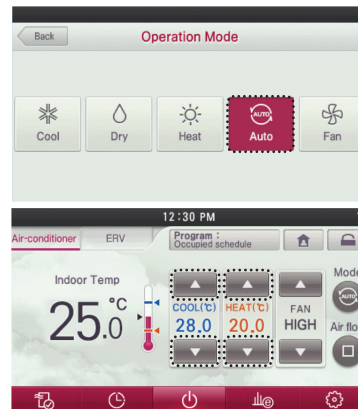 Back
Operation Mode
Cool
Dry
Heat
AUTO
Auto
Fan
12:30 PM
Air-conditioner
ERV
Program :
Occupied schedule
Indoor Temp
25.0 °C
COOL(℃)
28.0
HEAT(℃)
20.0
FAN
HIGH
Mode
AUTO
Air flo